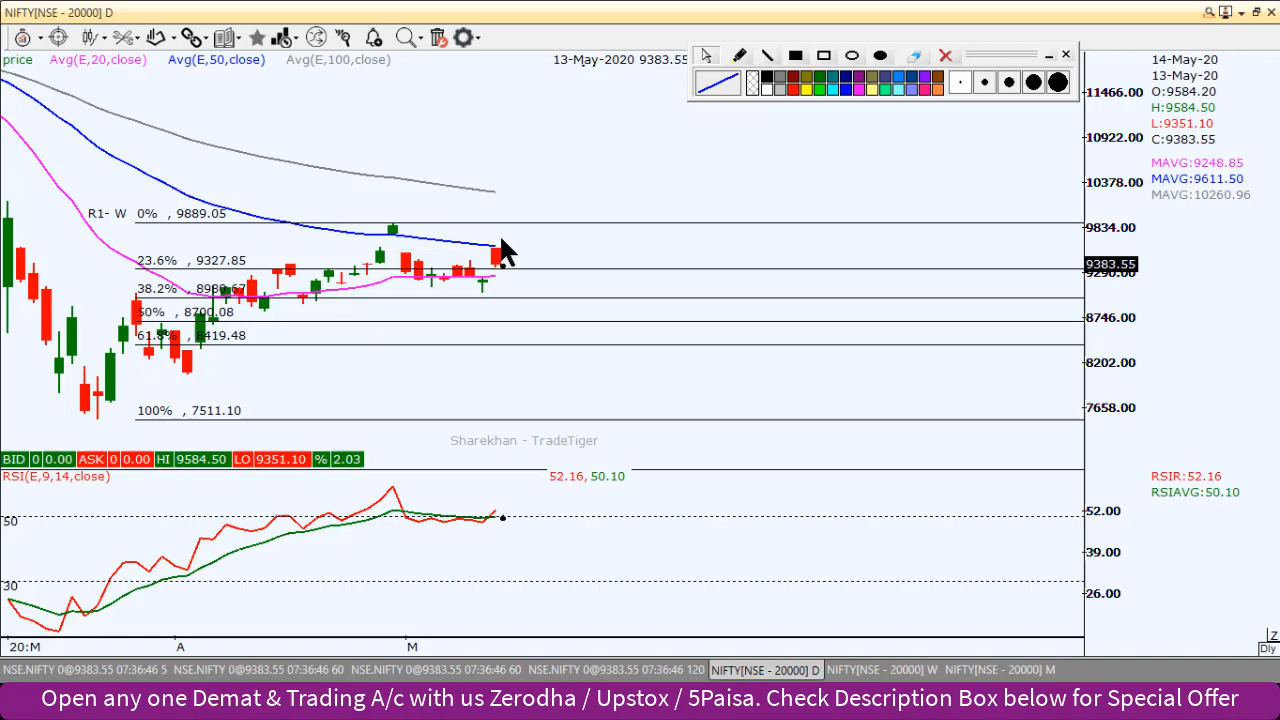 NIFTY[NSE - 20000] D
price Avg(E,20,close) Avg(E,50,close) Avg(E,100,close) 13-May-2020 9383.55
14-May-20
13-May-20
O:9584.20
H:9584.50
L:9351.10
C:9383.55
MAVG:9248.85
MAVG:9611.50
MAVG:10260.96
11466.00
10922.00
10378.00
9834.00
9383.55
9290.00
8746.00
8202.00
7658.00
R1- W 0% , 9889.05
23.6% , 9327.85
38.2% , 8980.67
50% , 8700.08
61.8% , 8419.48
100% , 7511.10
Sharekhan - TradeTiger
BID 0 0.00 ASK 0 0.00 HI 9584.50 LO 9351.10 % 2.03
RSI(E,9,14,close) 52.16, 50.10
RSIR:52.16
RSIAVG:50.10
50
30
52.00
39.00
26.00
20:M A M
Z
Dly
NSE.NIFTY 0@9383.55 07:36:46 5 NSE.NIFTY 0@9383.55 07:36:46 60 NSE.NIFTY 0@9383.55 07:36:46 60 NSE.NIFTY 0@9383.55 07:36:46 120 NIFTY[NSE - 20000] D NIFTY[NSE - 20000] W NIFTY[NSE - 20000] M
Open any one Demat & Trading A/c with us Zerodha / Upstox / 5Paisa. Check Description Box below for Special Offer